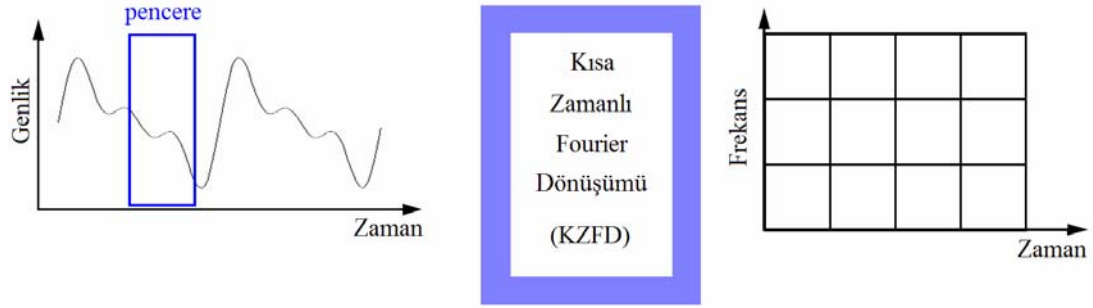 pencere
Genlik
Zaman
Kısa
Zamanlı
Fourier
Dönüşümü
(KZFD)
Frekans
Zaman